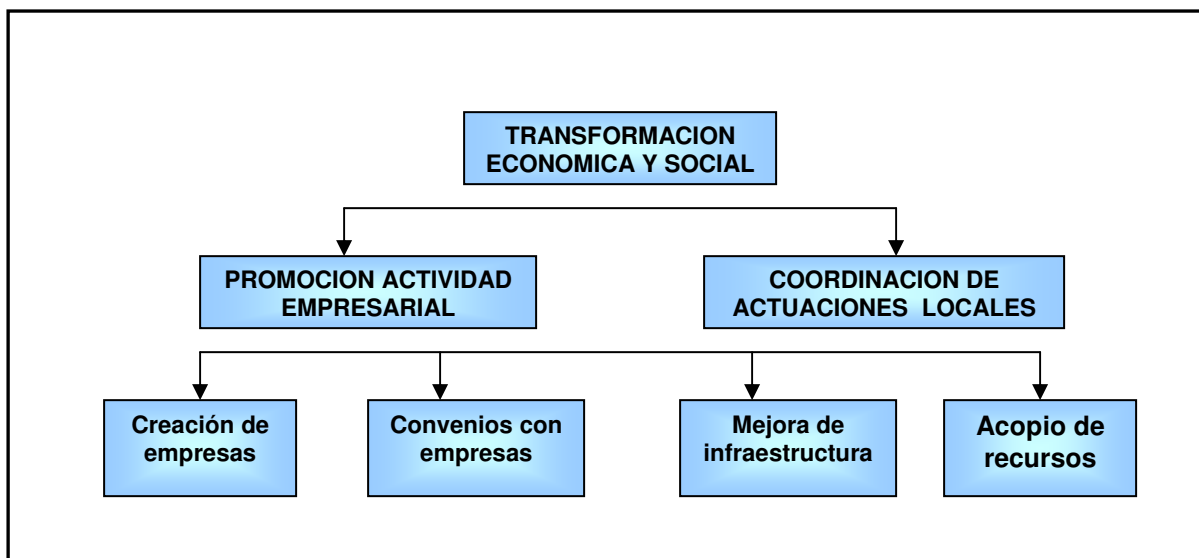 TRANSFORMACION
ECONOMICA Y SOCIAL
PROMOCION ACTIVIDAD
EMPRESARIAL
COORDINACION DE
ACTUACIONES  LOCALES
Creación de
empresas
Convenios con
empresas
Mejora de
infraestructura
Acopio de
recursos